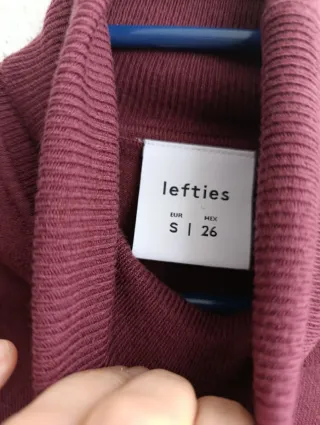 lefties
EUR MEX
S | 26